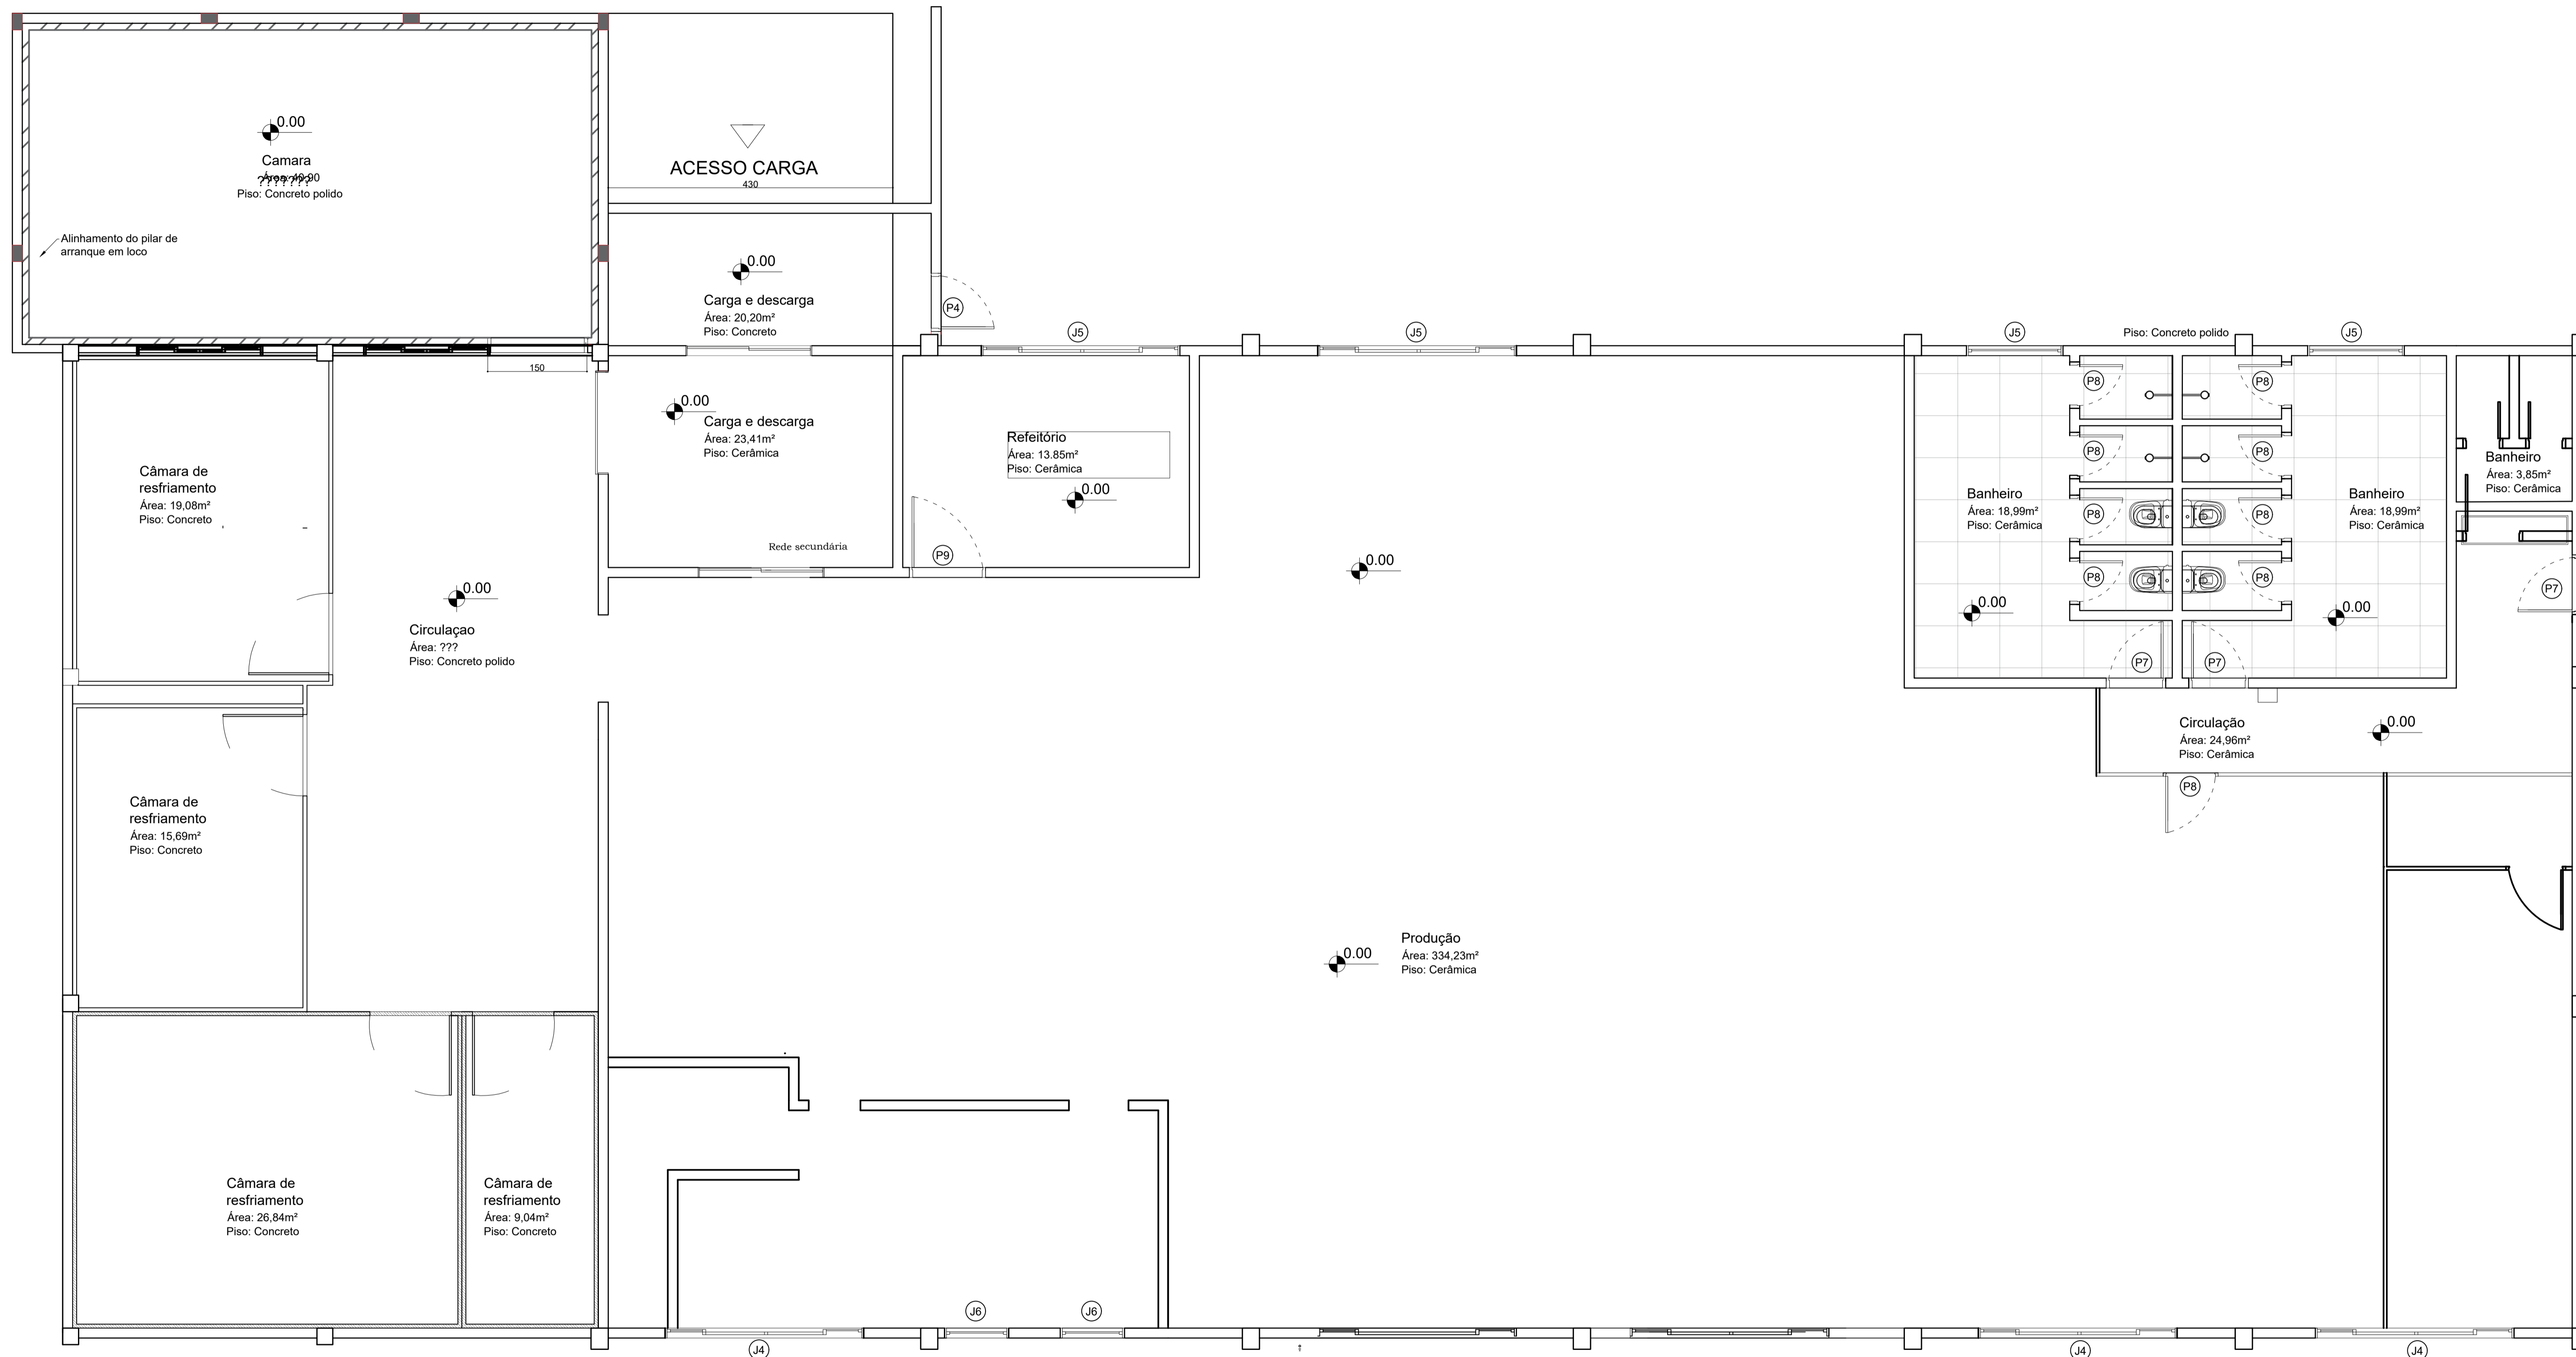 0.00
Camara
Piso: Concreto polido
Alinhamento do pilar de
arranque em loco
ACESSO CARGA
430
0.00
Carga e descarga
Área: 20,20m²
Piso: Concreto
P4
J5
J5
J5
Piso: Concreto polido
J5
150
0.00
Carga e descarga
Área: 23,41m²
Piso: Cerâmica
Refeitório
Área: 13.85m²
Piso: Cerâmica
0.00
Rede secundária
P9
Câmara de
resfriamento
Área: 19,08m²
Piso: Concreto
0.00
Circulaçao
Área: ???
Piso: Concreto polido
0.00
P8
P8
P8
P8
P8
P8
P8
P8
Banheiro
Área: 18,99m²
Piso: Cerâmica
0.00
Banheiro
Área: 18,99m²
Piso: Cerâmica
0.00
Banheiro
Área: 3,85m²
Piso: Cerâmica
P7
P7
P7
Circulação
Área: 24,96m²
Piso: Cerâmica
0.00
P8
Câmara de
resfriamento
Área: 15,69m²
Piso: Concreto
0.00
Produção
Área: 334,23m²
Piso: Cerâmica
Câmara de
resfriamento
Área: 26,84m²
Piso: Concreto
Câmara de
resfriamento
Área: 9,04m²
Piso: Concreto
J6
J6
J4
J4
J4